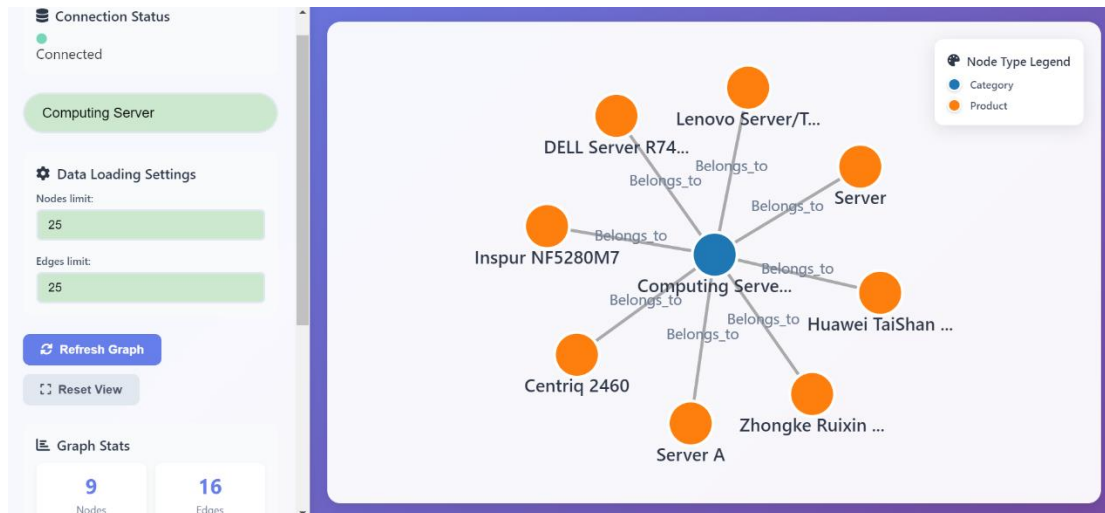 Connection Status
Connected
Computing Server
Data Loading Settings
Nodes limit:
25
Edges limit:
25
Refresh Graph
Reset View
Graph Stats
9
16
Nodes
Edges
Node Type Legend
Category
Product
Lenovo Server/T...
DELL Server R74...
Belongs_to
Belongs_to
Server
Belongs_to
Belongs_to
Inspur NF5280M7
Belongs_to
Computing Serve...
Belongs_to
Belongs_to
Huawei TaiShan ...
Belongs_to
Centriq 2460
Zhongke Ruixin ...
Server A